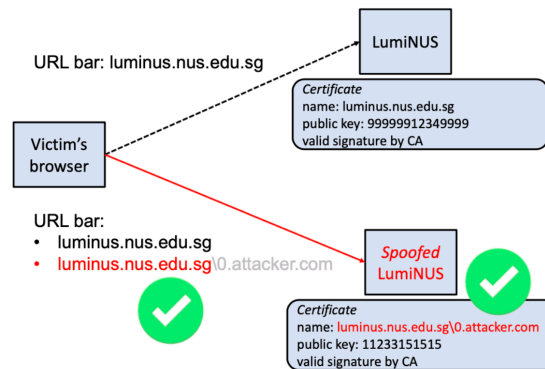 URL bar: luminus.nus.edu.sg
LumiNUS
Certificate
name: luminus.nus.edu.sg
public key: 99999912349999
valid signature by CA
Victim's
browser
URL bar:
• luminus.nus.edu.sg
• luminus.nus.edu.sg\0.attacker.com
Spoofed
LumiNUS
Certificate
name: luminus.nus.edu.sg\0.attacker.com
public key: 11233151515
valid signature by CA